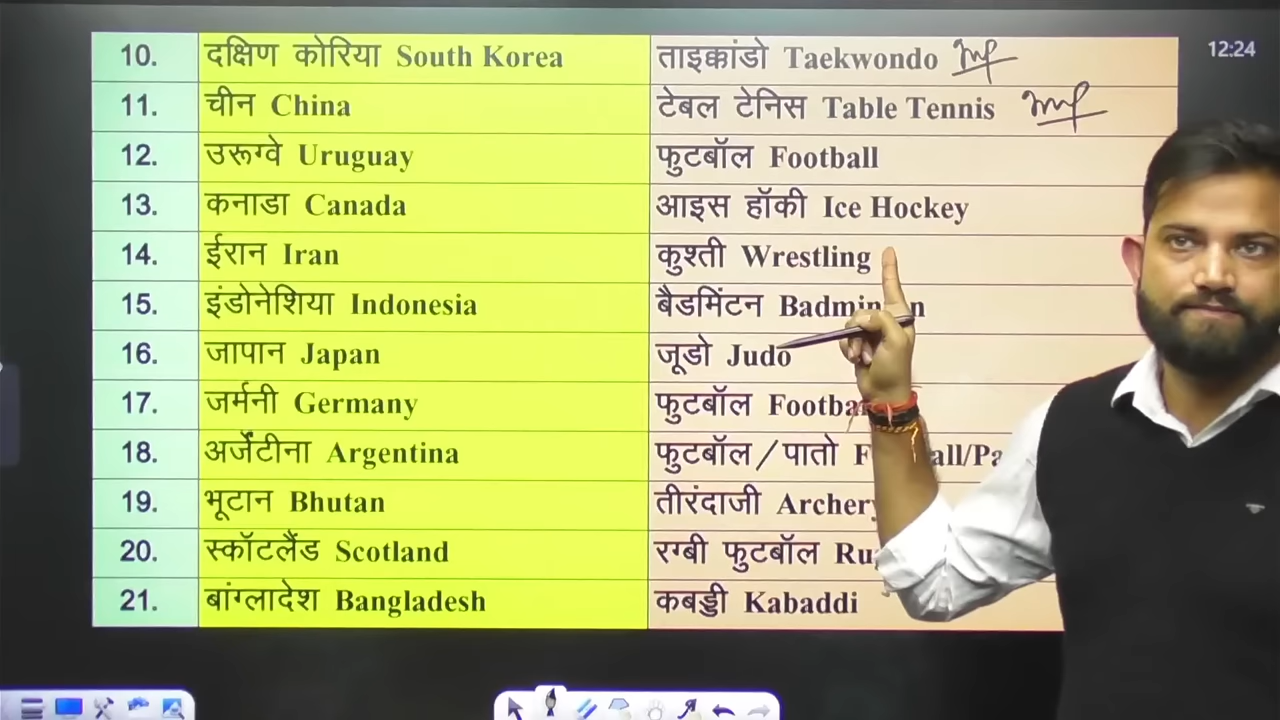 12:24
10. दक्षिण कोरिया South Korea ताइक्कांडो Taekwondo Imp
11. चीन China टेबल टेनिस Table Tennis Imp
12. उरूग्वे Uruguay फुटबॉल Football
13. कनाडा Canada आइस हॉकी Ice Hockey
14. ईरान Iran कुश्ती Wrestling
15. इंडोनेशिया Indonesia बैडमिंटन
16. जापान Japan जूडो Judo
17. जर्मनी Germany फुटबॉल
18. अर्जेंटीना Argentina फुटबॉल/पातो
19. भूटान Bhutan तीरंदाजी Archery
20. स्कॉटलैंड Scotland रग्बी फुटबॉल
21. बांग्लादेश Bangladesh कबड्डी Kabaddi